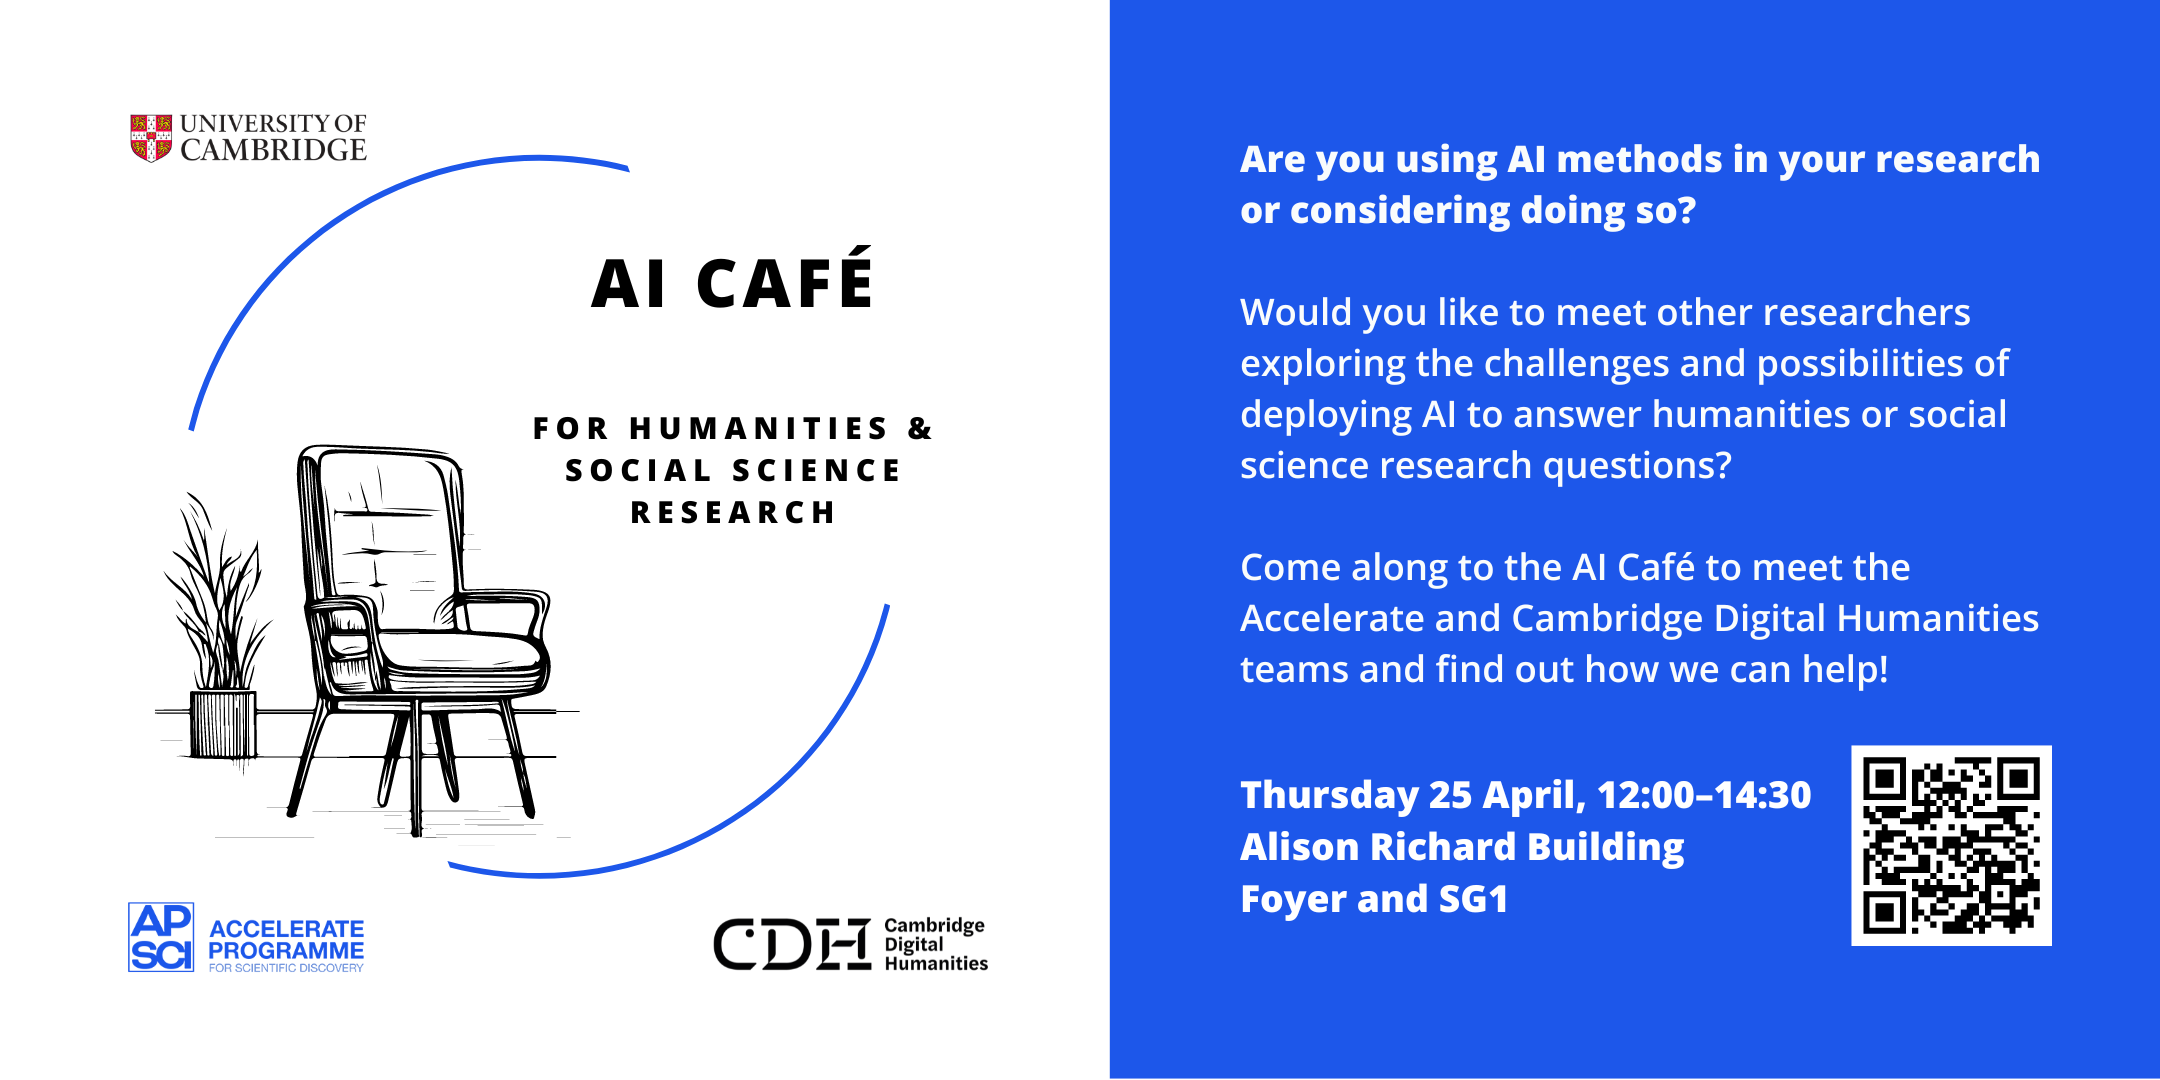 UNIVERSITY OF
CAMBRIDGE
AI CAFÉ
FOR HUMANITIES &
SOCIAL SCIENCE
RESEARCH
AP
SCI
ACCELERATE
PROGRAMME
FOR SCIENTIFIC DISCOVERY
CDH
Cambridge
Digital
Humanities
Are you using AI methods in your research
or considering doing so?
Would you like to meet other researchers
exploring the challenges and possibilities of
deploying AI to answer humanities or social
science research questions?
Come along to the AI Café to meet the
Accelerate and Cambridge Digital Humanities
teams and find out how we can help!
Thursday 25 April, 12:00–14:30
Alison Richard Building
Foyer and SG1